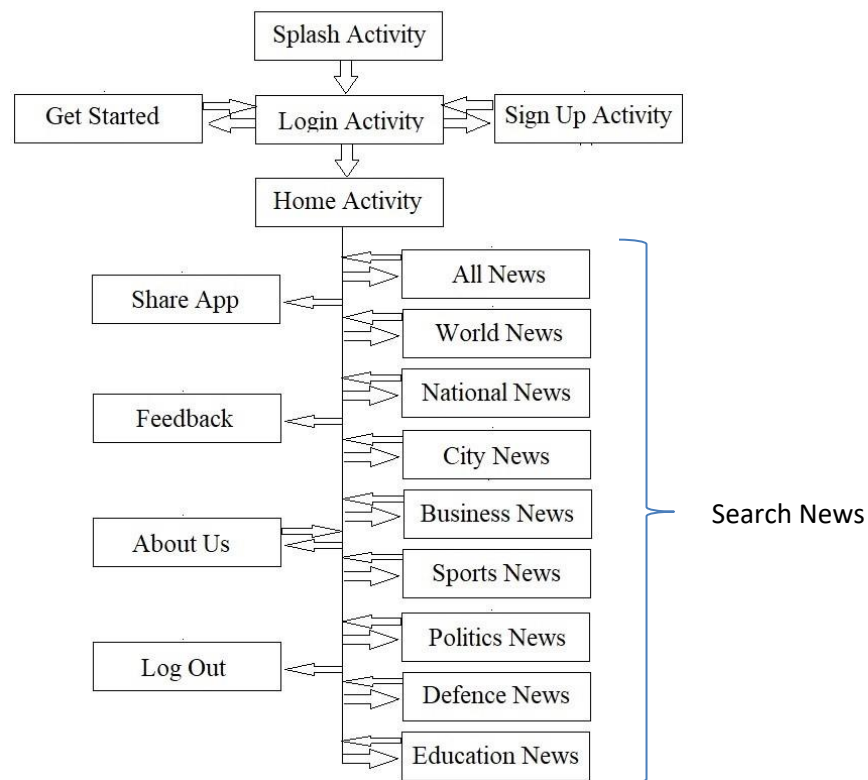 Splash Activity
Get Started
Login Activity
Sign Up Activity
Home Activity
All News
Share App
World News
National News
Feedback
City News
Business News
Search News
About Us
Sports News
Politics News
Log Out
Defence News
Education News